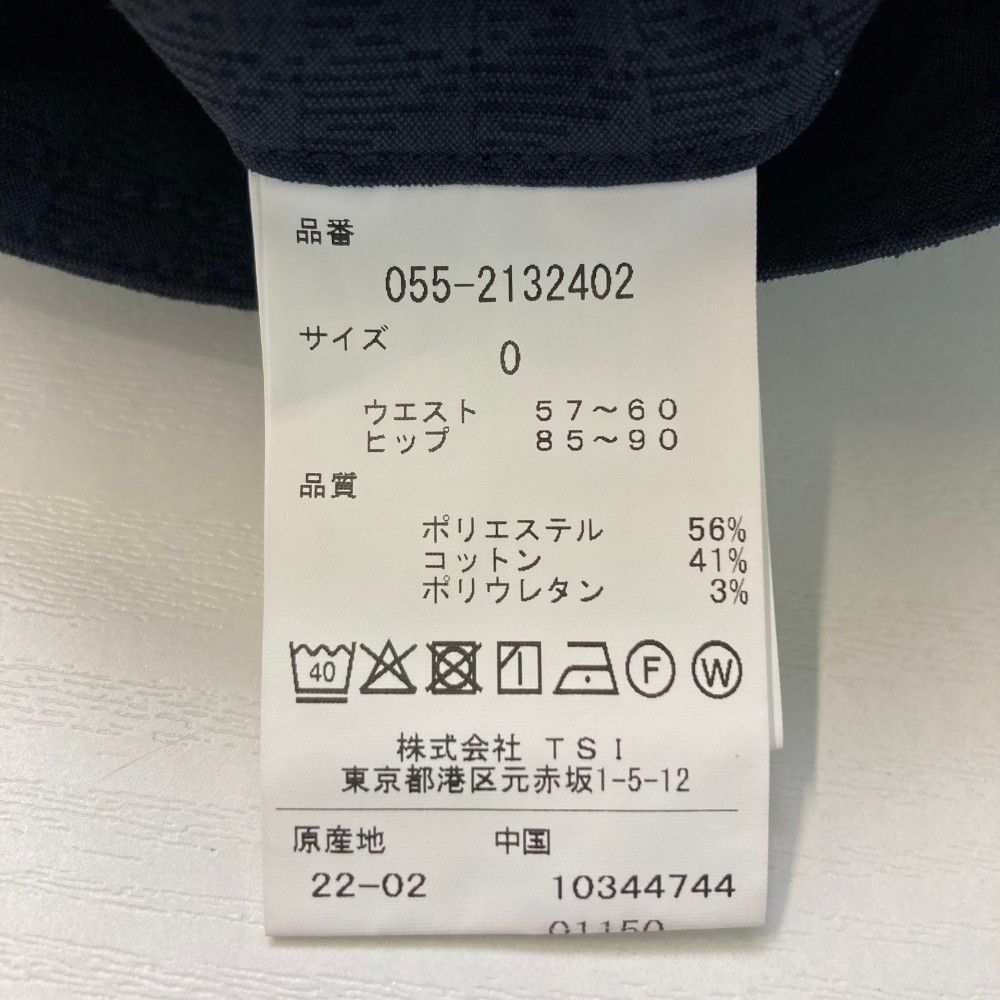 品番
055-2132402
サイズ
0
ウエスト 57～60
ヒップ 85～90
品質
ポリエステル 56%
コットン 41%
ポリウレタン 3%
40 F W
株式会社 TSI
東京都港区元赤坂1-5-12
原産地 中国
22-02 10344744
01150